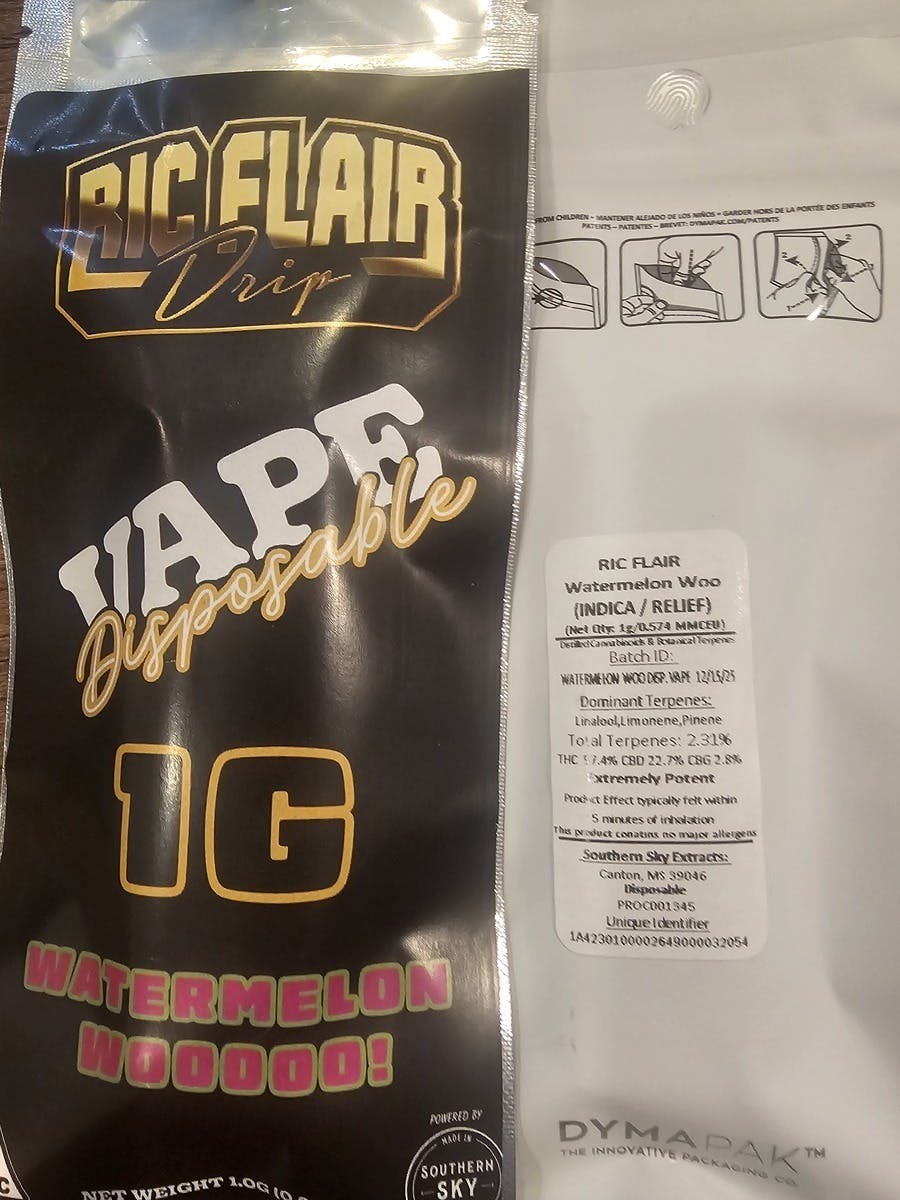 RIC FLAIR
Drip
VAPE
Disposable
1G
WATERMELON
WOOOOO!
POWERED BY
MADE IN
SOUTHERN
SKY
NET WEIGHT 1.0G
FROM CHILDREN • MANTENER ALEJADO DE LOS NIÑOS • GARDER HORS DE LA PORTÉE DES ENFANTS
PATENTS – PATENTES – BREVET: DYMAPAK.COM/PATENTS
RIC FLAIR
Watermelon Woo
(INDICA / RELIEF)
(Net Qty: 1g/0.574 MMCEU)
Distilled Cannabinoids & Botanical Terpenes
Batch ID:
WATERMELON WOO DISP. VAPE 12/15/25
Dominant Terpenes:
Linalool,Limonene,Pinene
Total Terpenes: 2.31%
THC CBD 22.7% CBG 2.8%
Extremely Potent
Product Effect typically felt within
5 minutes of inhalation
This product conatins no major allergens
Southern Sky Extracts:
Canton, MS 39046
Disposable
PROC001345
Unique Identifier
1A4230100002649000032054
DYMAPAK™
THE INNOVATIVE PACKAGING CO.